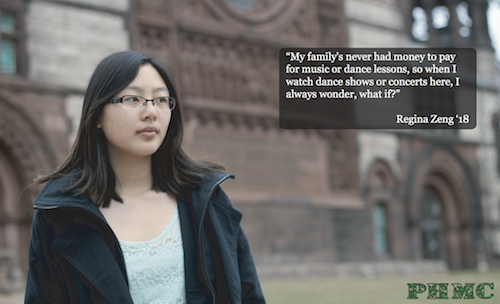 “My family's never had money to pay
for music or dance lessons, so when I
watch dance shows or concerts here, I
always wonder, what if?”
Regina Zeng ‘18
PHMC